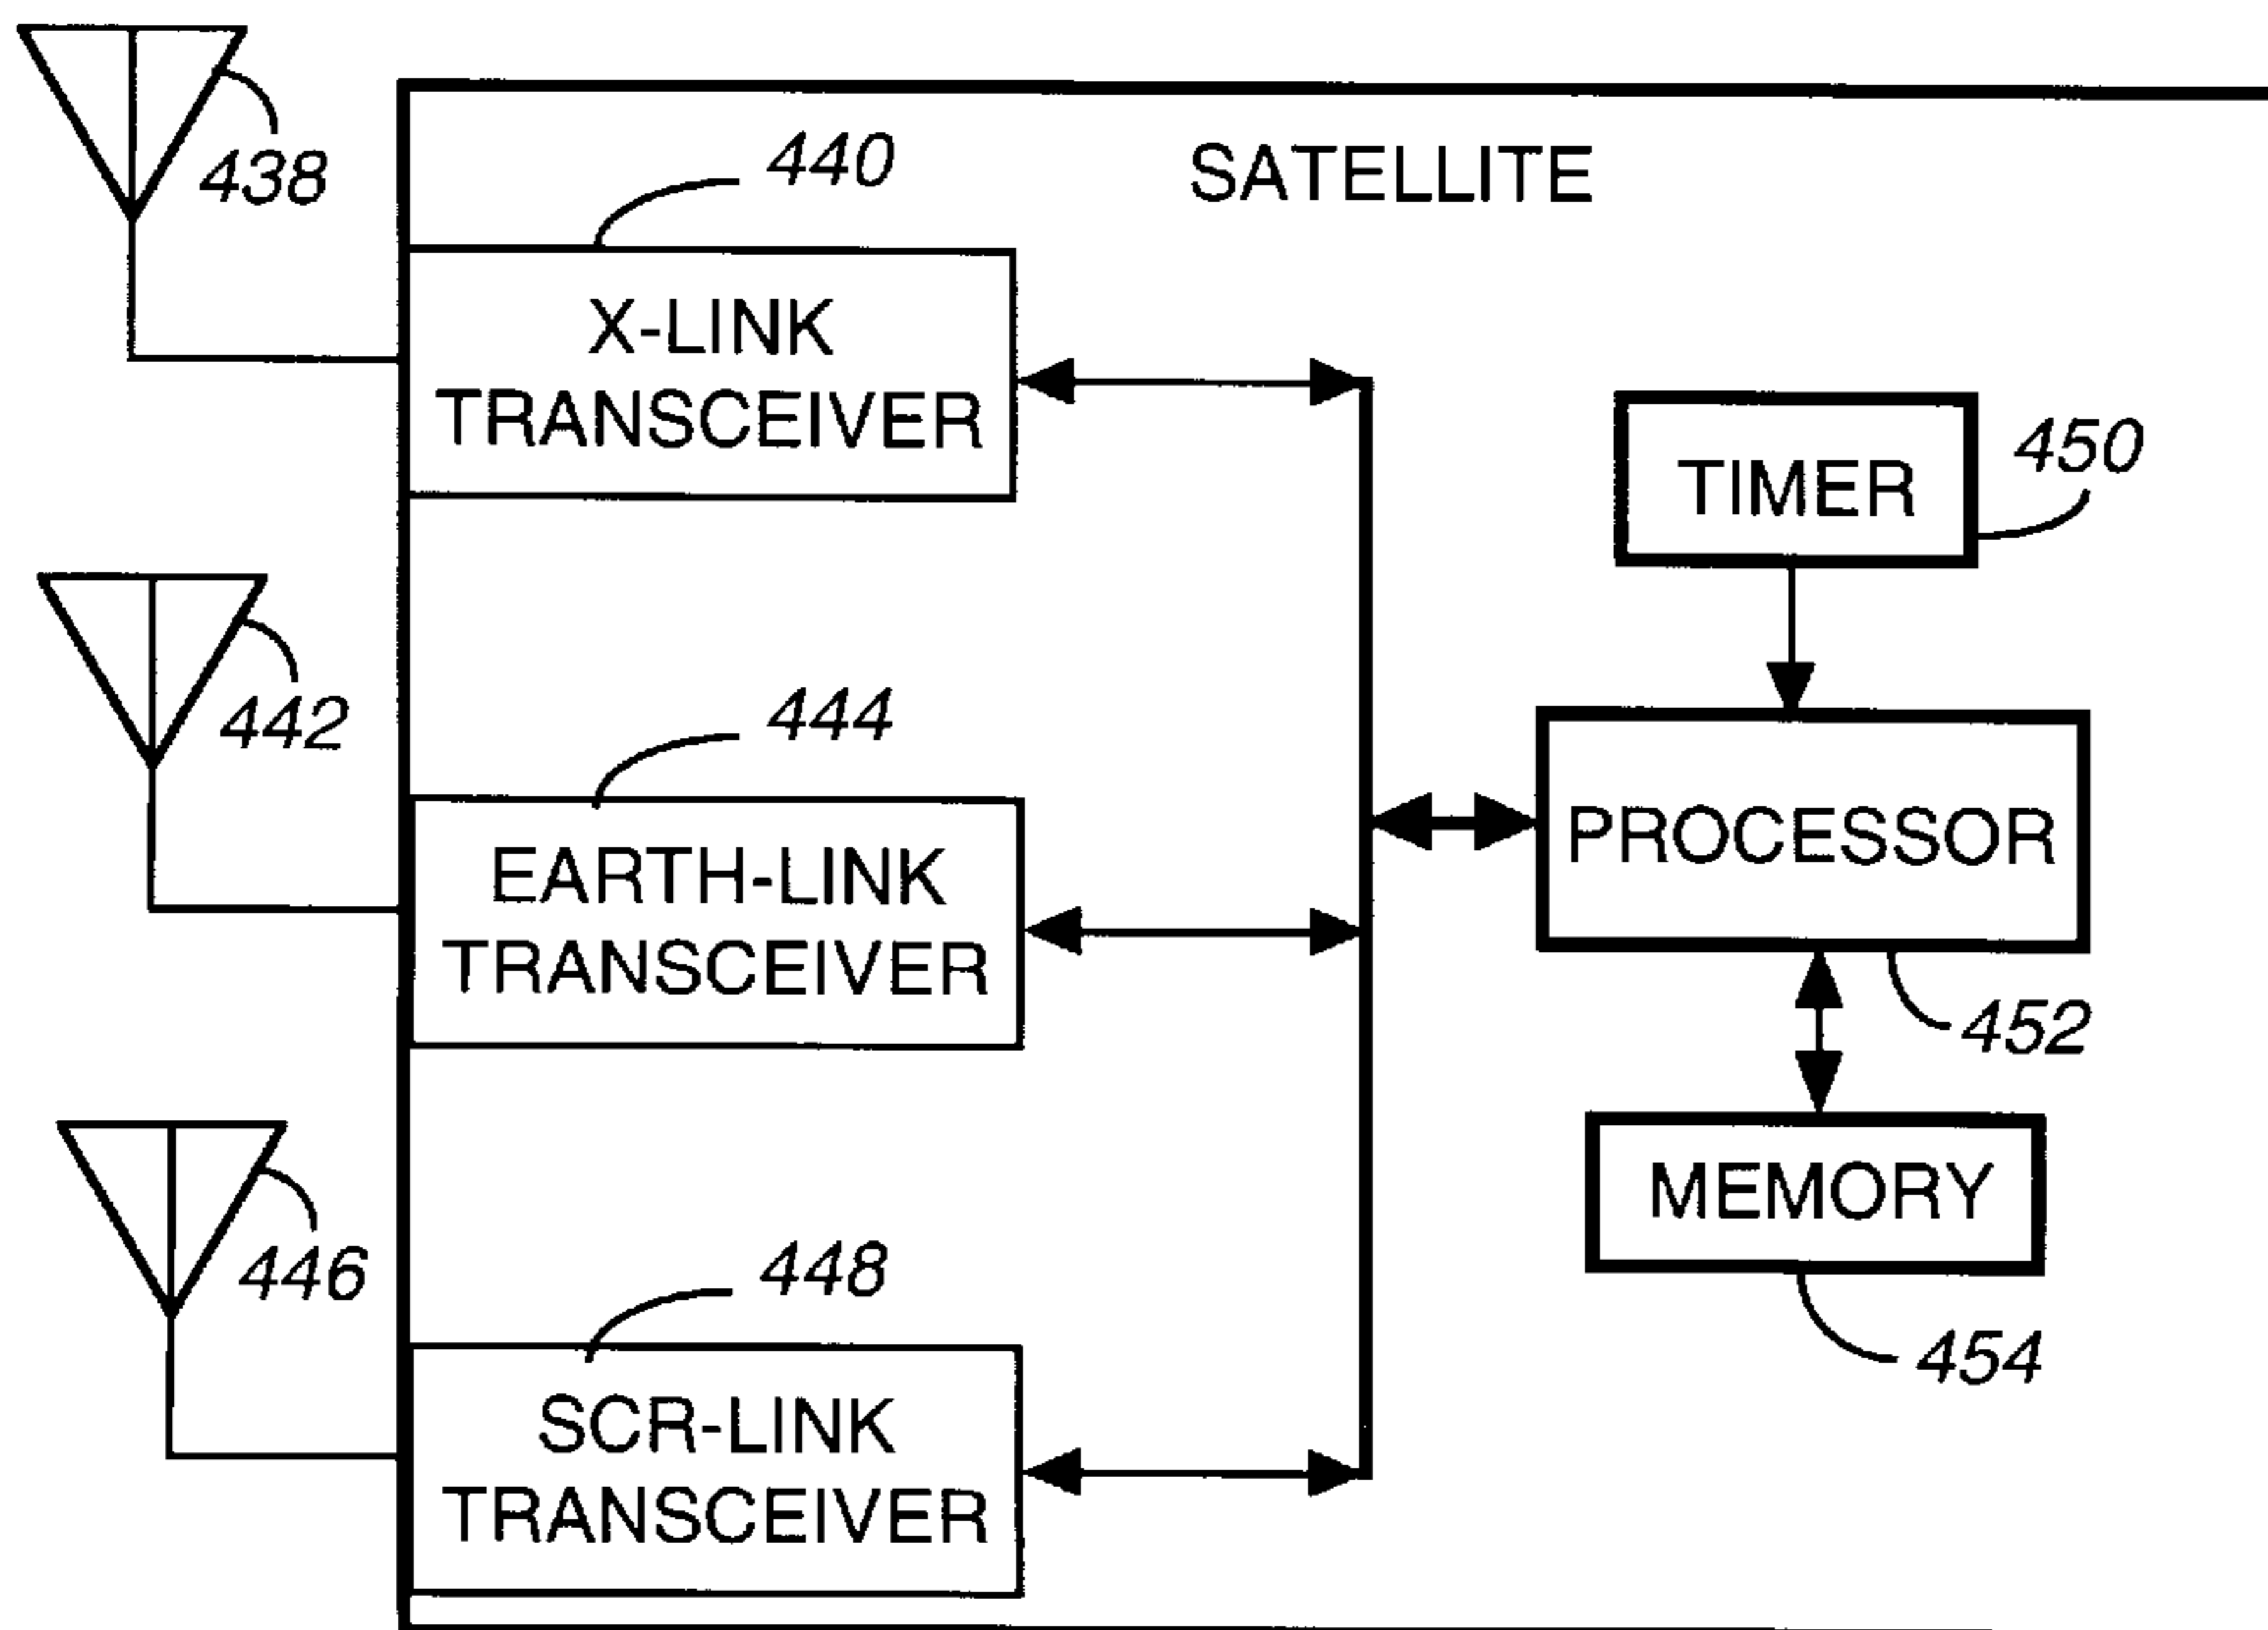 438
440
SATELLITE
X-LINK
TRANSCEIVER
450
TIMER
442
444
EARTH-LINK
TRANSCEIVER
PROCESSOR
452
446
448
MEMORY
454
SCR-LINK
TRANSCEIVER